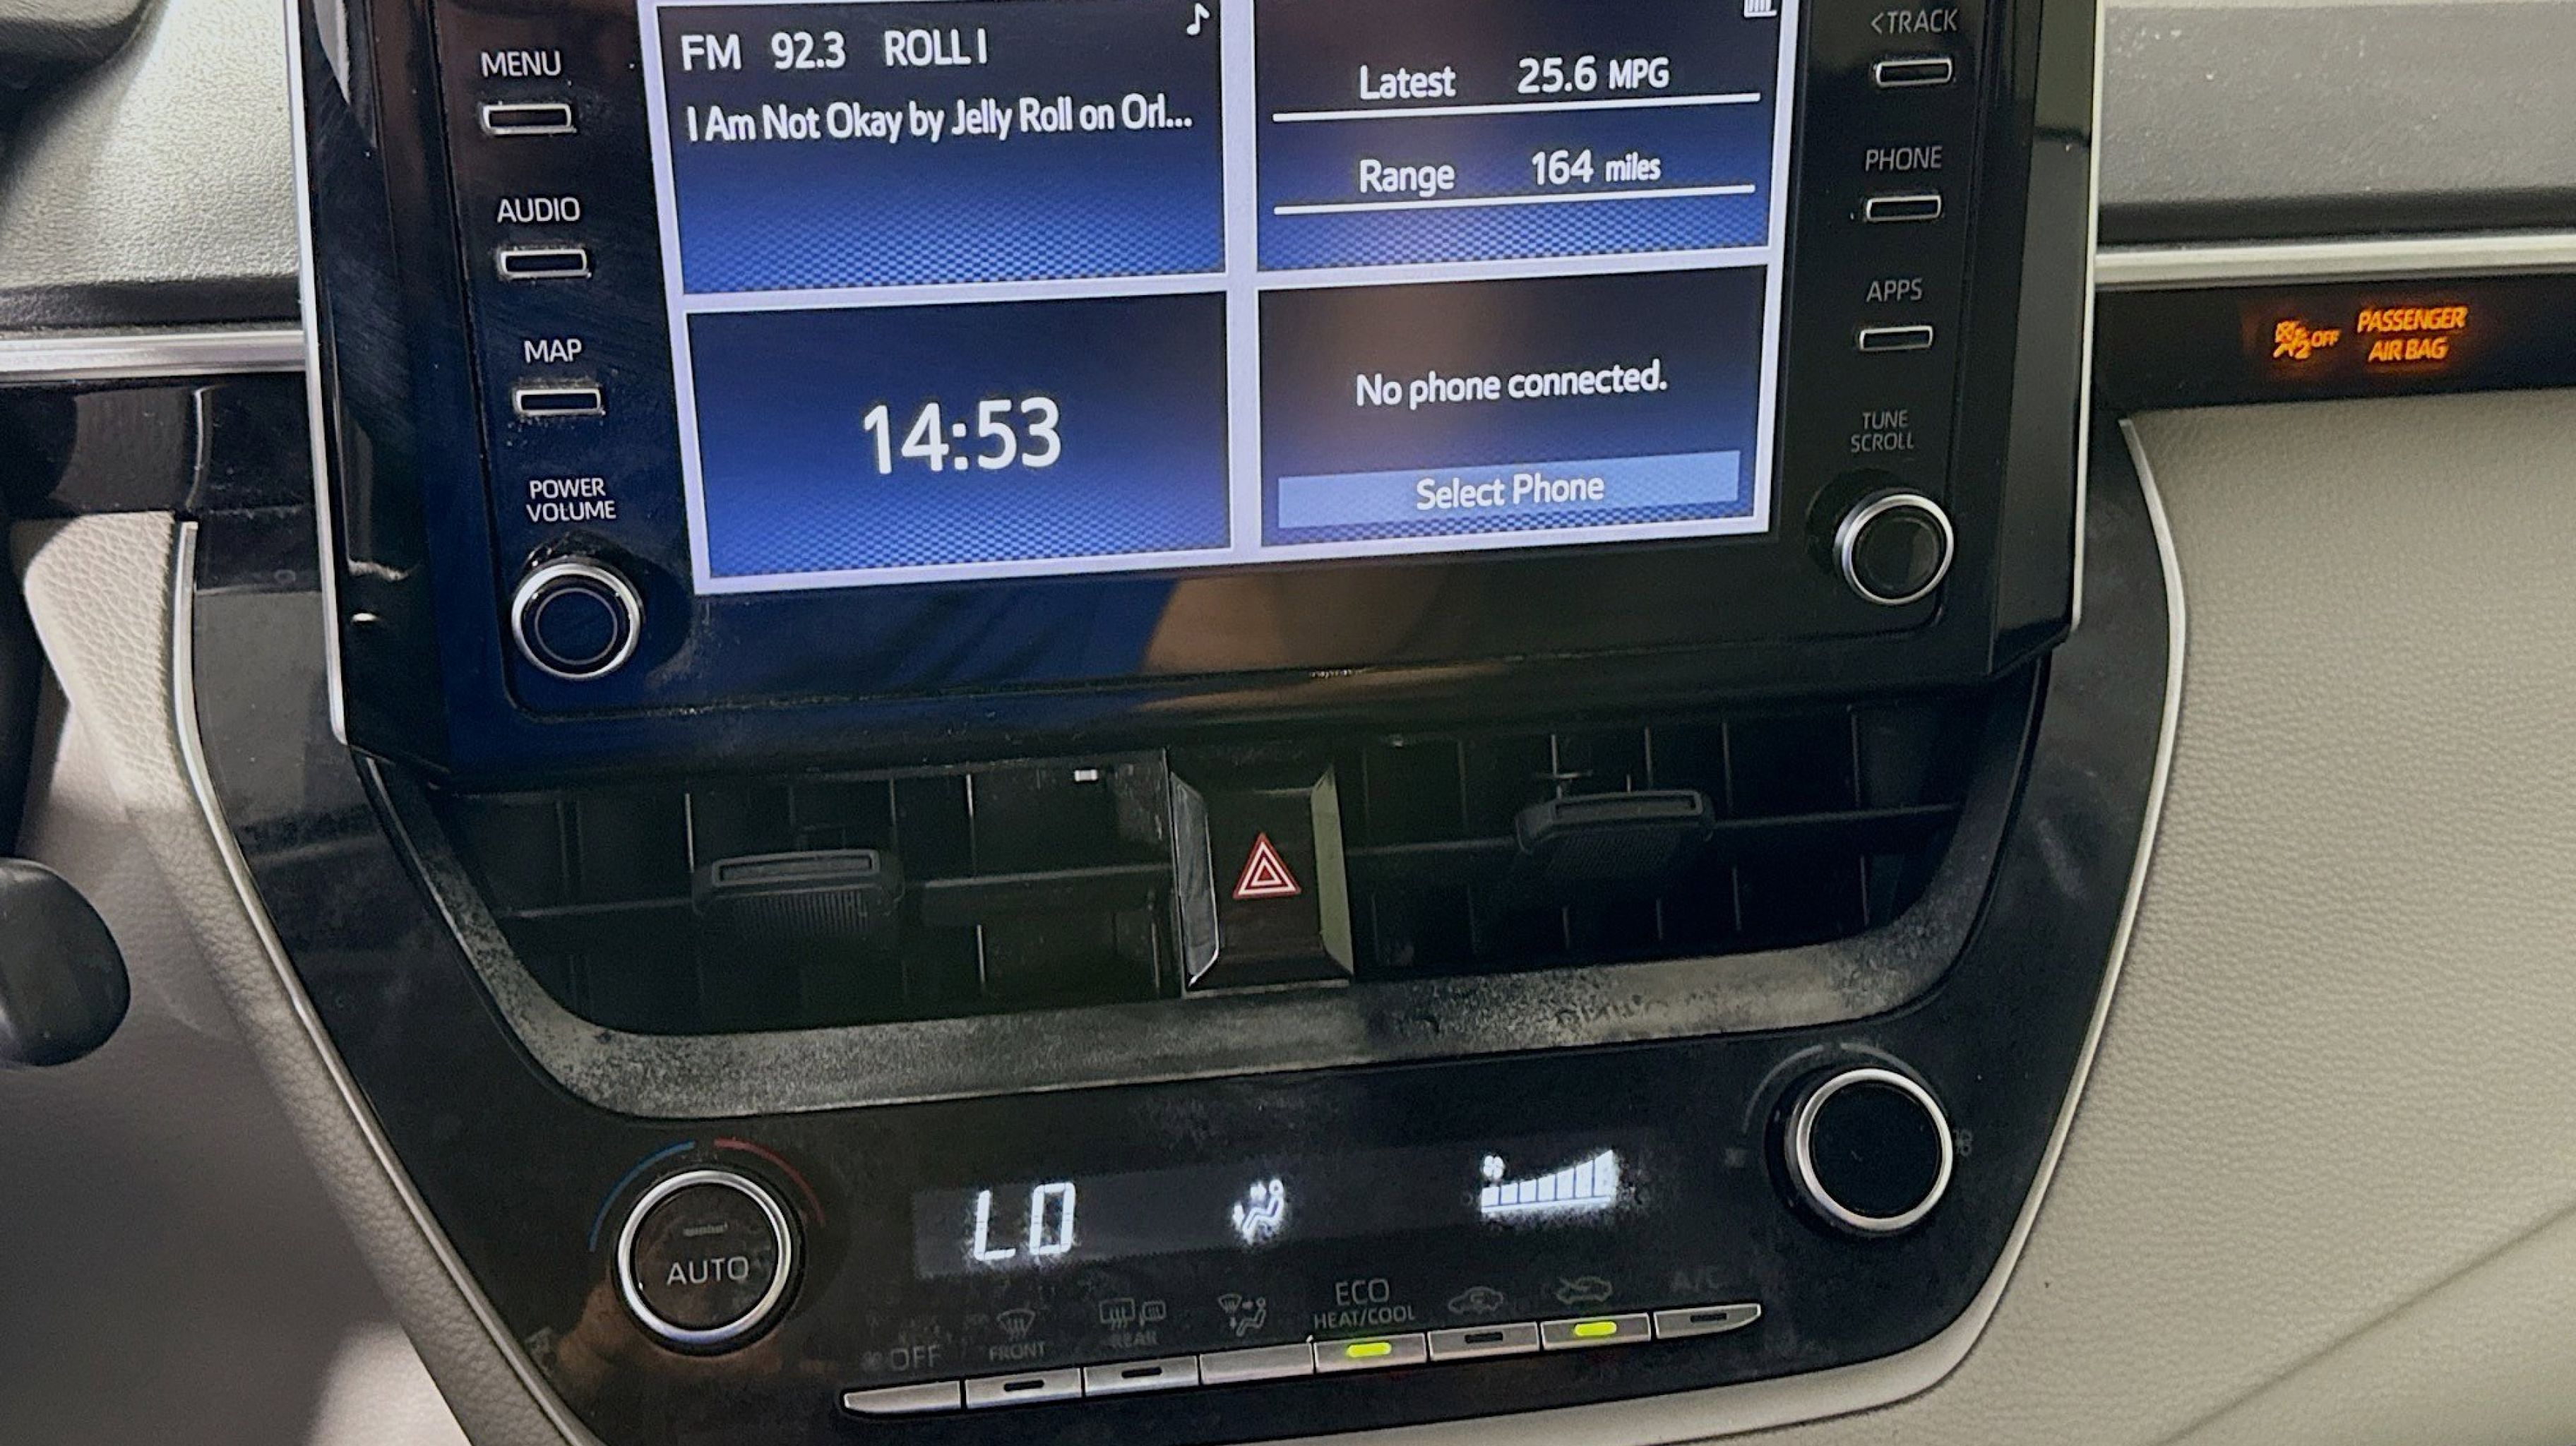 MENU
AUDIO
MAP
POWER
VOLUME
FM 92.3 ROLL I
I Am Not Okay by Jelly Roll on Orl...
Latest 25.6 MPG
Range 164 miles
14:53
No phone connected.
Select Phone
<TRACK
PHONE
APPS
TUNE
SCROLL
OFF PASSENGER
AIR BAG
AUTO
LO
OFF
FRONT
REAR
ECO
HEAT/COOL
A/C